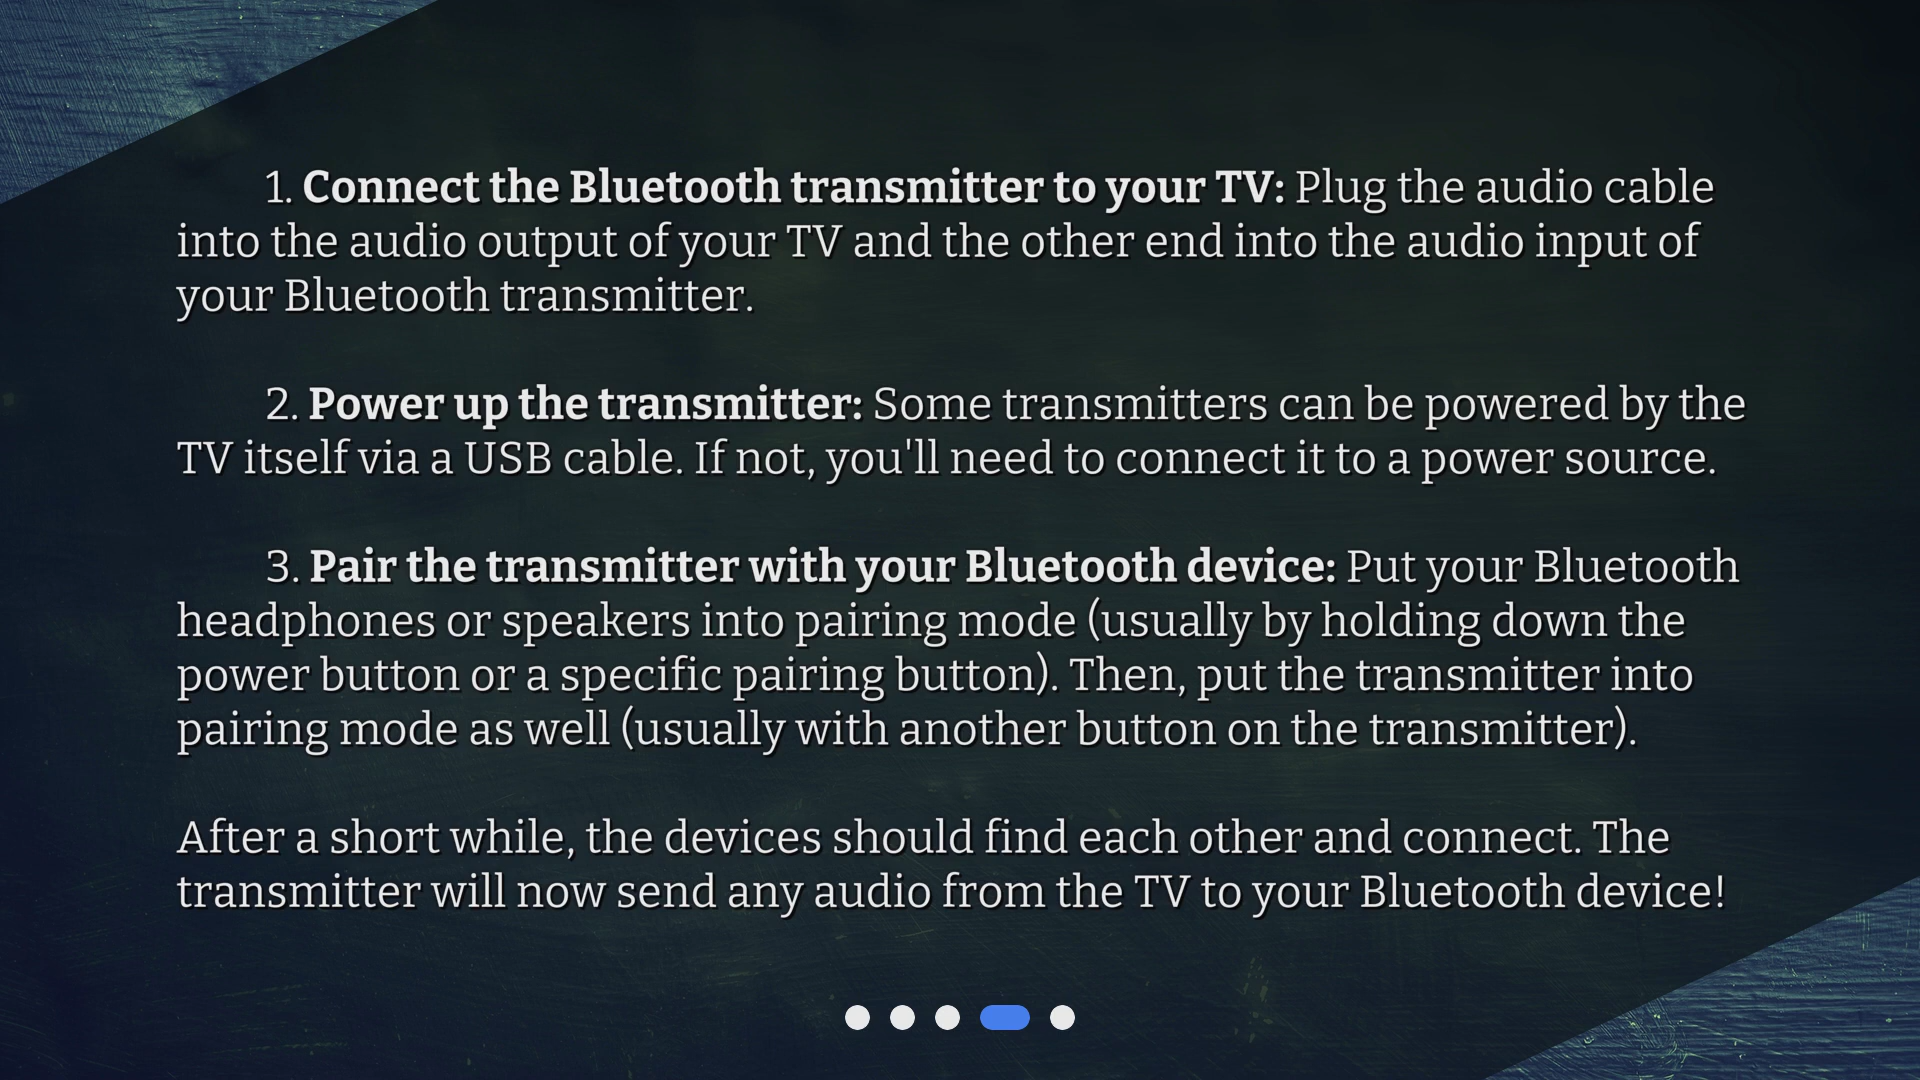 1. Connect the Bluetooth transmitter to your TV: Plug the audio cable
into the audio output of your TV and the other end into the audio input of
your Bluetooth transmitter.
2. Power up the transmitter: Some transmitters can be powered by the
TV itself via a USB cable. If not, you'll need to connect it to a power source.
3. Pair the transmitter with your Bluetooth device: Put your Bluetooth
headphones or speakers into pairing mode (usually by holding down the
power button or a specific pairing button). Then, put the transmitter into
pairing mode as well (usually with another button on the transmitter).
After a short while, the devices should find each other and connect. The
transmitter will now send any audio from the TV to your Bluetooth device!